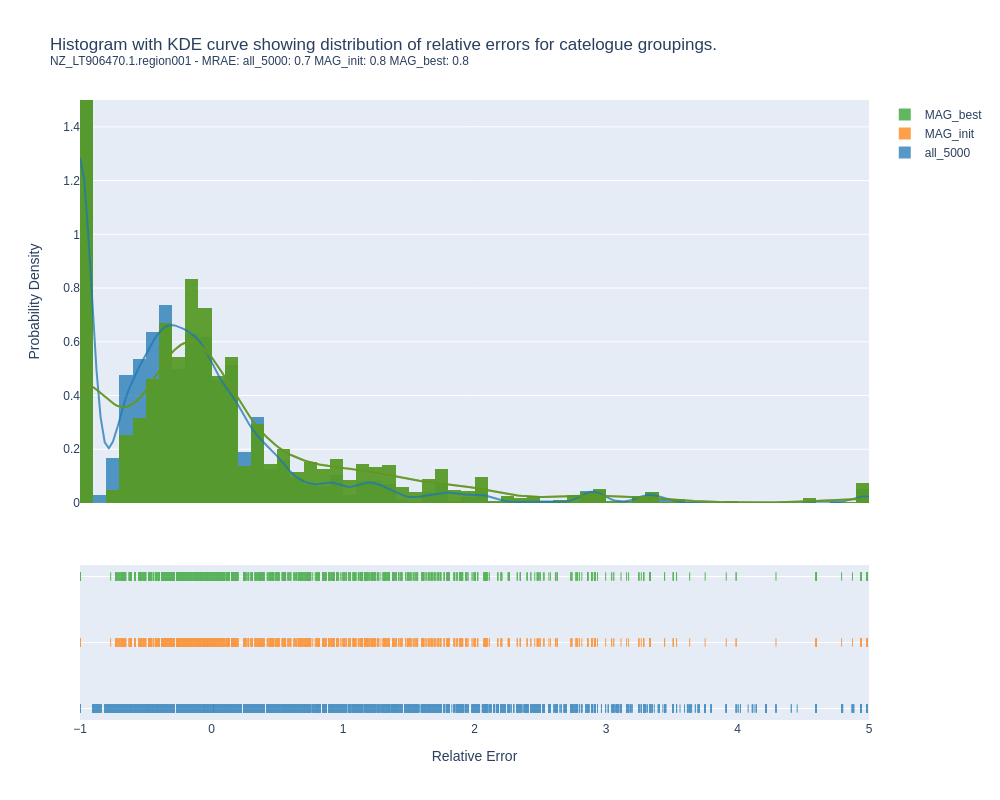 Histogram with KDE curve showing distribution of relative errors for catelogue groupings.
NZ_LT906470.1.region001 - MRAE: all_5000: 0.7 MAG_init: 0.8 MAG_best: 0.8
MAG_best
MAG_init
all_5000
Probability Density
1.4
1.2
1
0.8
0.6
0.4
0.2
0
−1
0
1
2
3
4
5
Relative Error